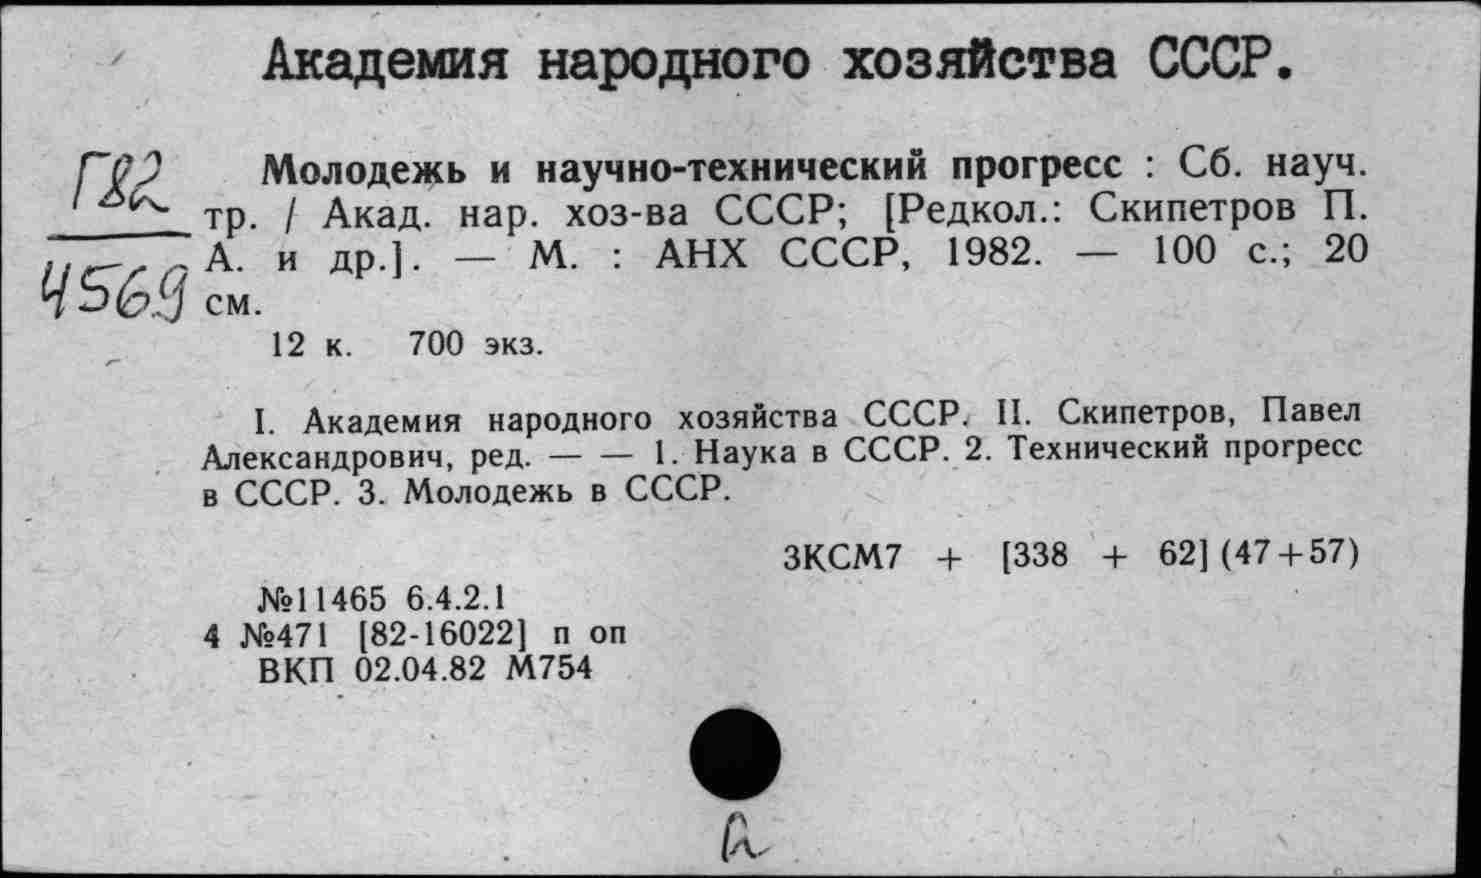 Академия народного хозяйства СССР.
Г82
4569
Молодежь и научно-технический прогресс : Сб. науч.
тр. / Акад. нар. хоз-ва СССР; [Редкол.: Скипетров П.
А. и др.]. — М. : АНХ СССР, 1982. — 100 с.; 20
см.
12 к. 700 экз.
I. Академия народного хозяйства СССР. II. Скипетров, Павел
Александрович, ред. — — 1. Наука в СССР. 2. Технический прогресс
в СССР. 3. Молодежь в СССР.
3КСМ7 + [338 + 62] (47+57)
№11465 6.4.2.1
4 №471 [82-16022] п оп
ВКП 02.04.82 М754